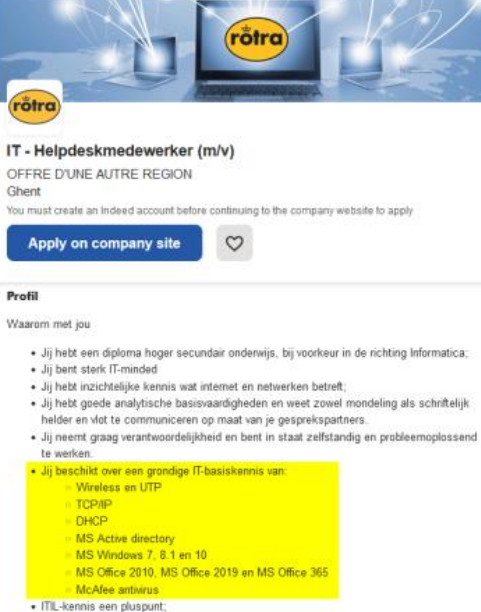 rotra
rotra
IT - Helpdeskmedewerker (m/v)
OFFRE D'UNE AUTRE REGION
Ghent
You must create an Indeed account before continuing to the company website to apply
Apply on company site
Profil
Waarom met jou
• Jij hebt een diploma hoger secundair onderwijs, bij voorkeur in de richting Informatica;
• Jij bent sterk IT-minded
• Jij hebt inzichtelijke kennis wat internet en netwerken betreft;
• Jij hebt goede analytische basisvaardigheden en weet zowel mondeling als schriftelijk
helder en vlot te communiceren op maat van je gesprekspartners.
• Jij neemt graag verantwoordelijkheid en bent in staat zelfstandig en probleemoplossend
te werken.
• Jij beschikt over een grondige IT-basiskennis van:
○ Wireless en UTP
○ TCP/IP
○ DHCP
○ MS Active directory
○ MS Windows 7, 8.1 en 10
○ MS Office 2010, MS Office 2019 en MS Office 365
○ McAfee antivirus
• ITIL-kennis een pluspunt;